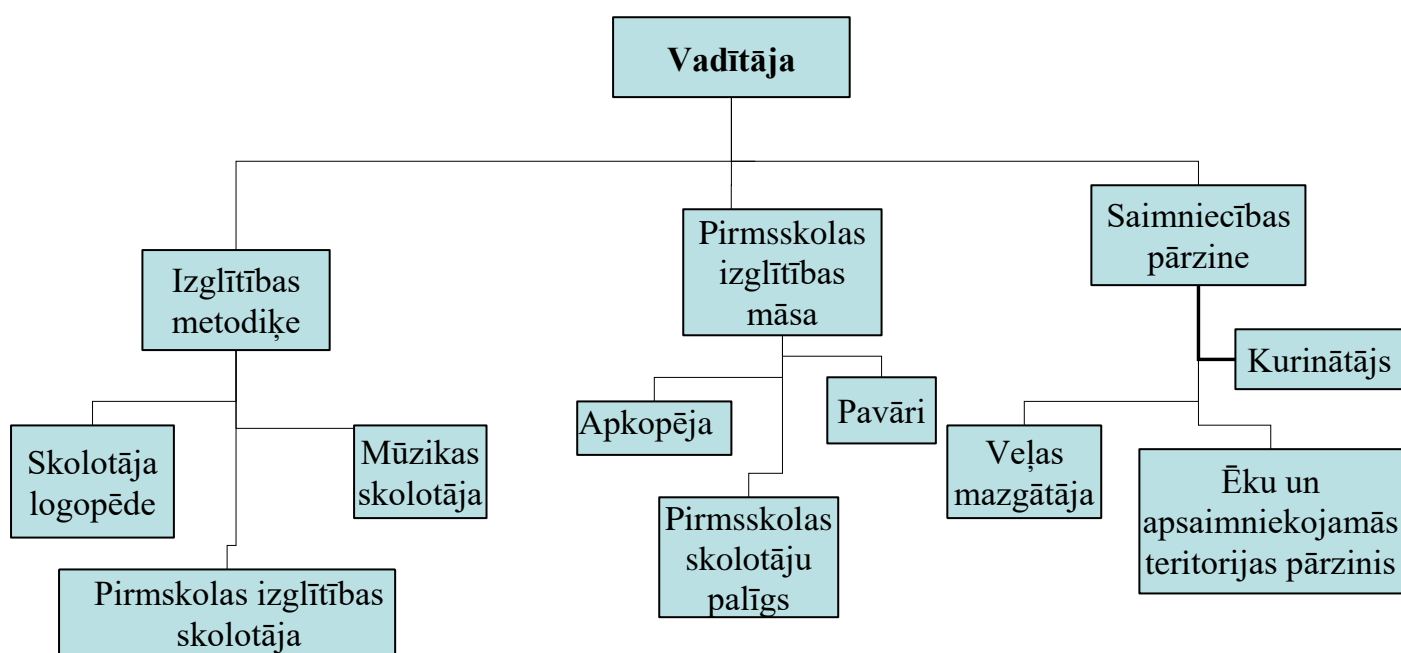 Vadītāja
Izglītības
metodiķe
Pirmsskolas
izglītības
māsa
Saimniecības
pārzine
Skolotāja
logopēde
Mūzikas
skolotāja
Pirmskolas izglītības
skolotāja
Apkopēja
Pavāri
Pirmsskolas
skolotāju
palīgs
Kurinātājs
Veļas
mazgātāja
Ēku un
apsaimniekojamās
teritorijas pārzinis